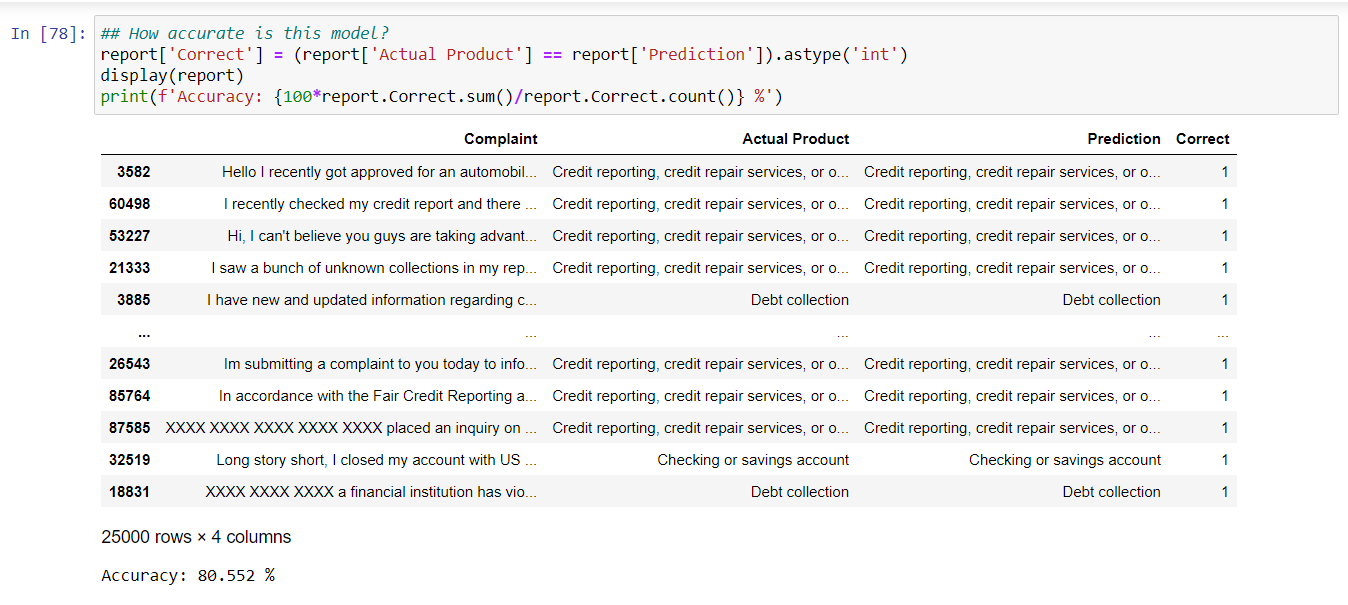 In [78]: ## How accurate is this model?
report['Correct'] = (report['Actual Product'] == report['Prediction']).astype('int')
display(report)
print(f'Accuracy: {100*report.Correct.sum()/report.Correct.count()} %')
Complaint Actual Product Prediction Correct
3582 Hello I recently got approved for an automobil... Credit reporting, credit repair services, or o... Credit reporting, credit repair services, or o... 1
60498 I recently checked my credit report and there ... Credit reporting, credit repair services, or o... Credit reporting, credit repair services, or o... 1
53227 Hi, I can't believe you guys are taking advant... Credit reporting, credit repair services, or o... Credit reporting, credit repair services, or o... 1
21333 I saw a bunch of unknown collections in my rep... Credit reporting, credit repair services, or o... Credit reporting, credit repair services, or o... 1
3885 I have new and updated information regarding c... Debt collection Debt collection 1
... ... ... ... ...
26543 Im submitting a complaint to you today to info... Credit reporting, credit repair services, or o... Credit reporting, credit repair services, or o... 1
85764 In accordance with the Fair Credit Reporting a... Credit reporting, credit repair services, or o... Credit reporting, credit repair services, or o... 1
87585 XXXX XXXX XXXX XXXX XXXX placed an inquiry on ... Credit reporting, credit repair services, or o... Credit reporting, credit repair services, or o... 1
32519 Long story short, I closed my account with US ... Checking or savings account Checking or savings account 1
18831 XXXX XXXX XXXX a financial institution has vio... Debt collection Debt collection 1
25000 rows × 4 columns
Accuracy: 80.552 %